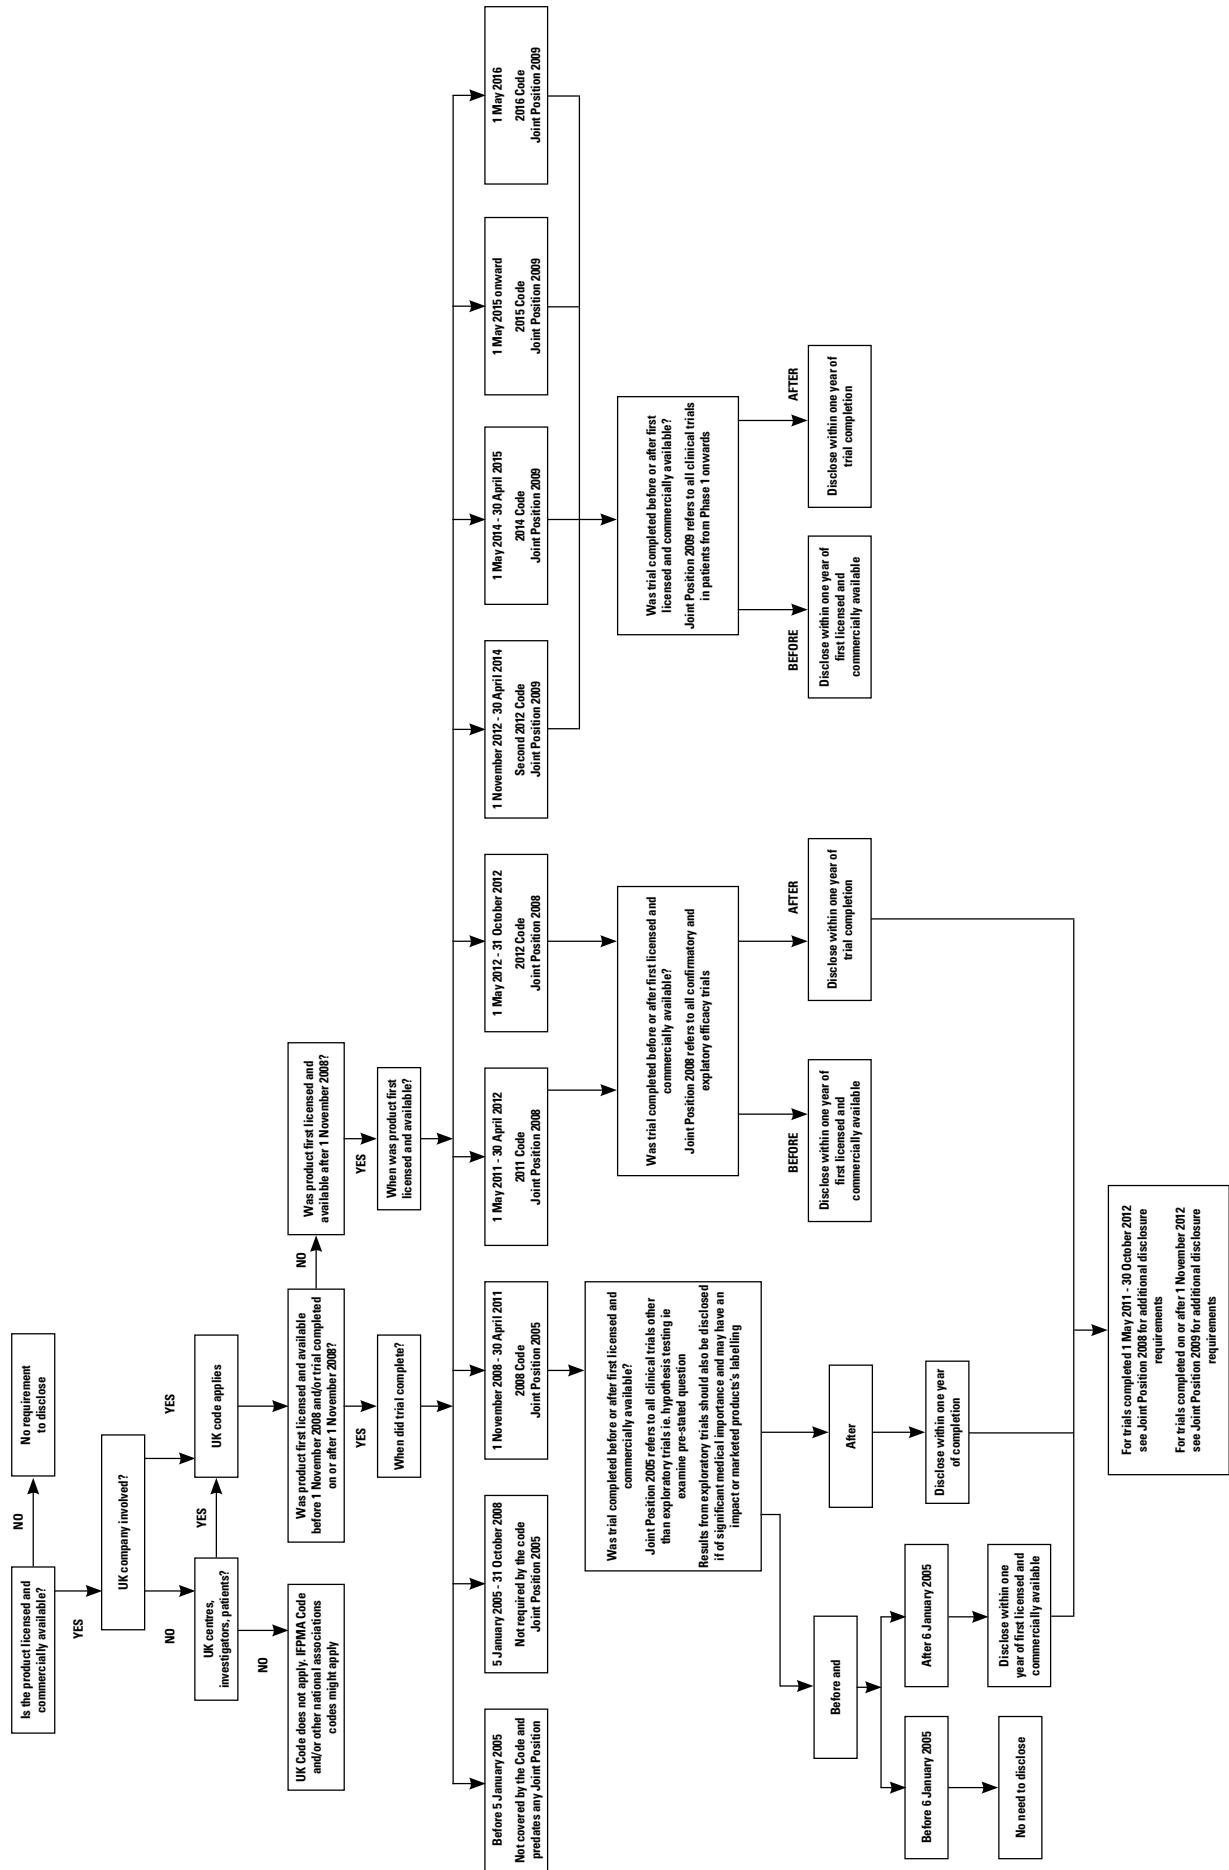 Is the product licensed and
commercially available?
NO
No requirement
to disclose
YES
UK company involved?
NO
YES
UK centres,
investigators, patients?
YES
UK code applies
NO
UK Code does not apply. IFPMA Code
and/or other national associations
codes might apply
Was product first licensed and available
before 1 November 2008 and/or trial completed
on or after 1 November 2008?
NO
Was product first licensed and
available after 1 November 2008?
YES
When did trial complete?
YES
When was product first
licensed and available?
Before 5 January 2005
Not covered by the Code and
predates any Joint Position
5 January 2005 - 31 October 2008
Not required by the code
Joint Position 2005
1 November 2008 - 30 April 2011
2008 Code
Joint Position 2005
1 May 2011 - 30 April 2012
2011 Code
Joint Position 2008
1 May 2012 - 31 October 2012
2012 Code
Joint Position 2008
1 November 2012 - 30 April 2014
Second 2012 Code
Joint Position 2009
1 May 2014 - 30 April 2015
2014 Code
Joint Position 2009
1 May 2015 onward
2015 Code
Joint Position 2009
1 May 2016
2016 Code
Joint Position 2009
Was trial completed before or after first licensed and
commercially available?
Joint Position 2005 refers to all clinical trials other
than exploratory trials ie. hypothesis testing ie
examine pre-stated question
Results from exploratory trials should also be disclosed
if of significant medical importance and may have an
impact or marketed products's labelling
Was trial completed before or after first licensed and
commercially available?
Joint Position 2008 refers to all confirmatory and
explatory efficacy trials
Was trial completed before or after first
licensed and commercially available?
Joint Position 2009 refers to all clinical trials
in patients from Phase 1 onwards
Before and
After
BEFORE
AFTER
BEFORE
AFTER
Disclose within one year of
first licensed and
commercially available
Disclose within one year of
trial completion
Disclose within one year of
first licensed and
commercially available
Disclose within one year of
trial completion
Before 6 January 2005
After 6 January 2005
Disclose within one year
of completion
No need to disclose
Disclose within one
year of first licensed and
commercially available
For trials completed 1 May 2011 - 30 October 2012
see Joint Position 2008 for additional disclosure
requirements
For trials completed on or after 1 November 2012
see Joint Position 2009 for additional disclosure
requirements